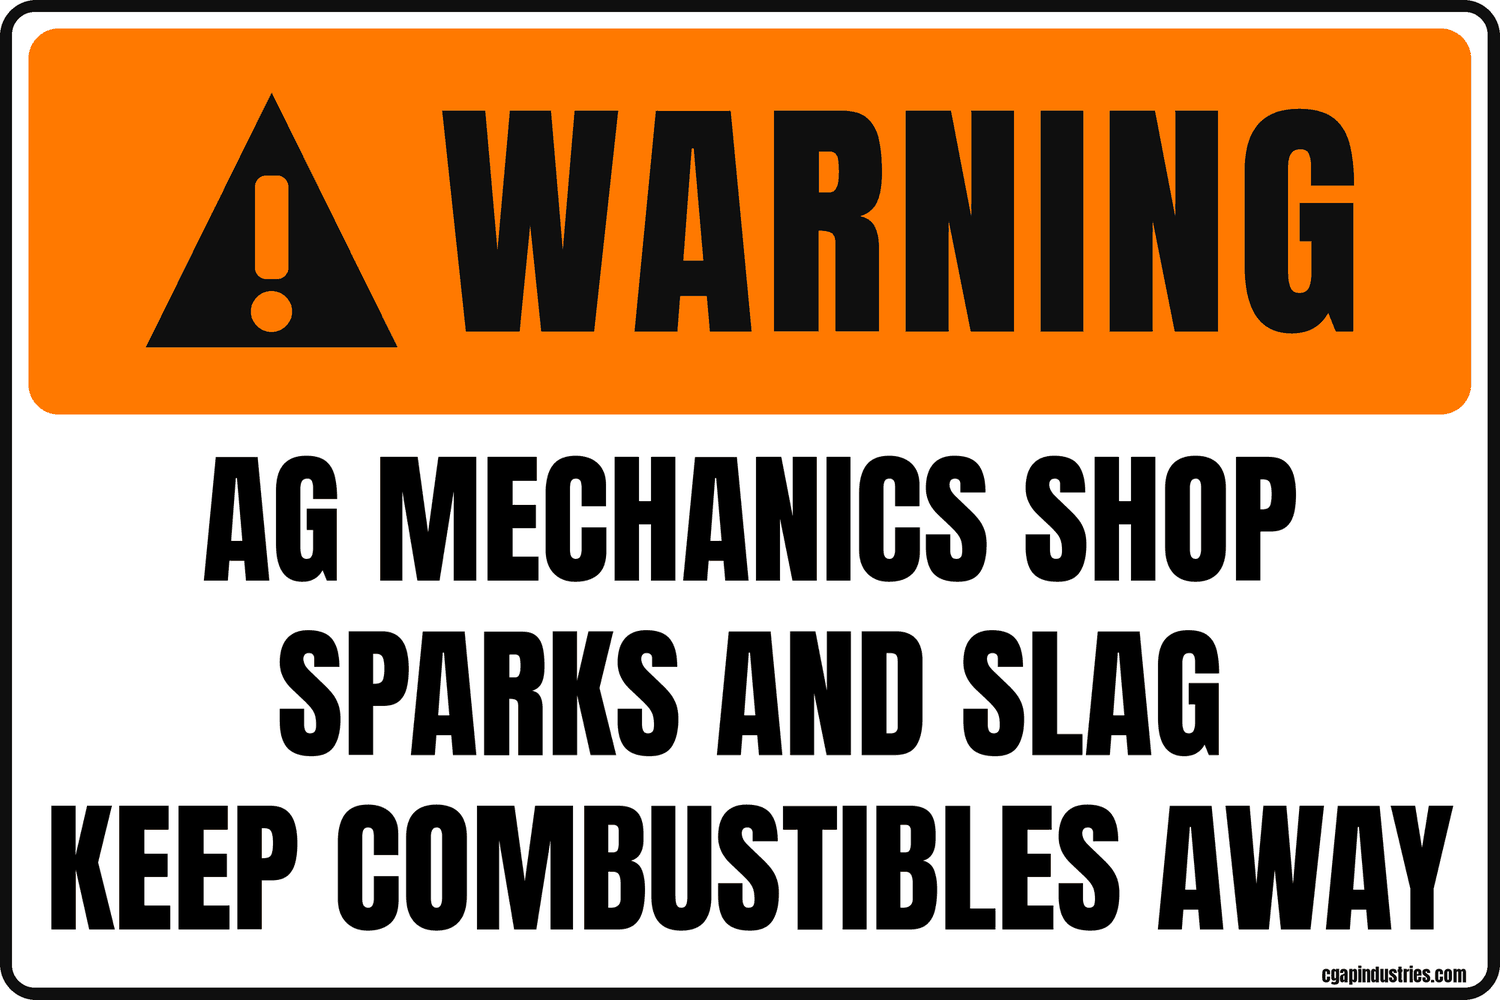 WARNING
AG MECHANICS SHOP
SPARKS AND SLAG
KEEP COMBUSTIBLES AWAY
cgapindustries.com